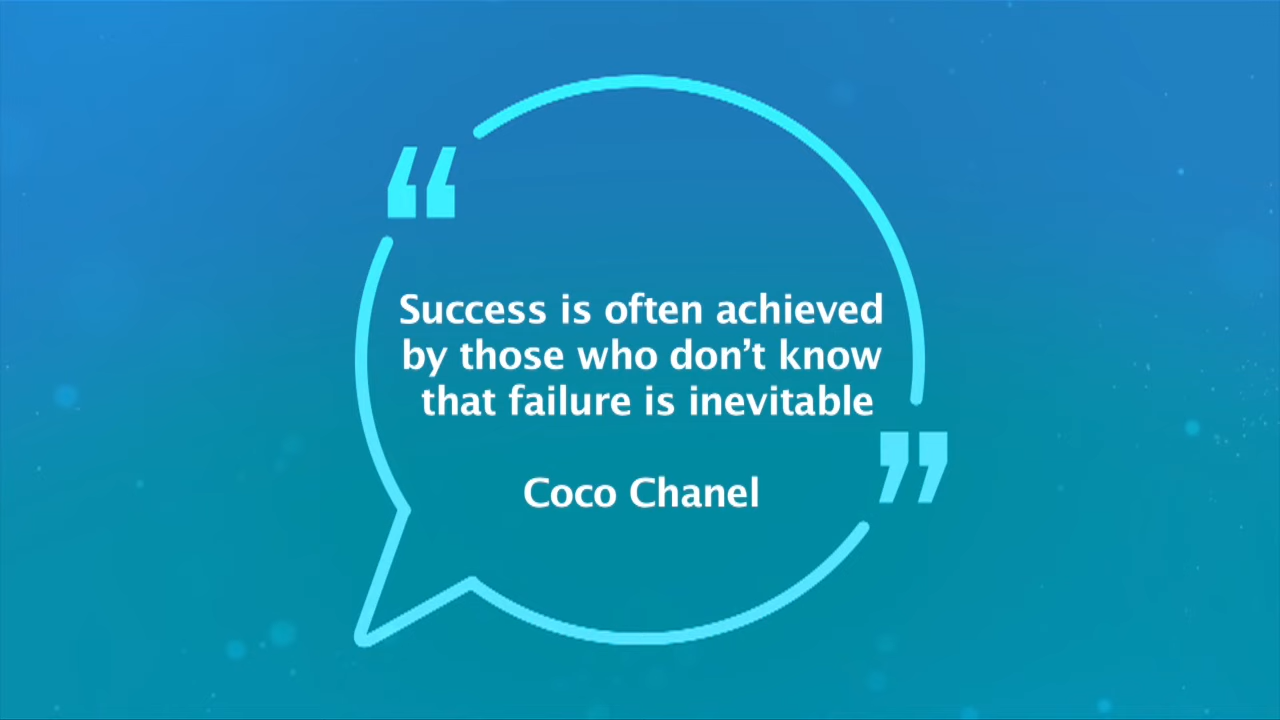 “
Success is often achieved
by those who don’t know
that failure is inevitable
”
Coco Chanel